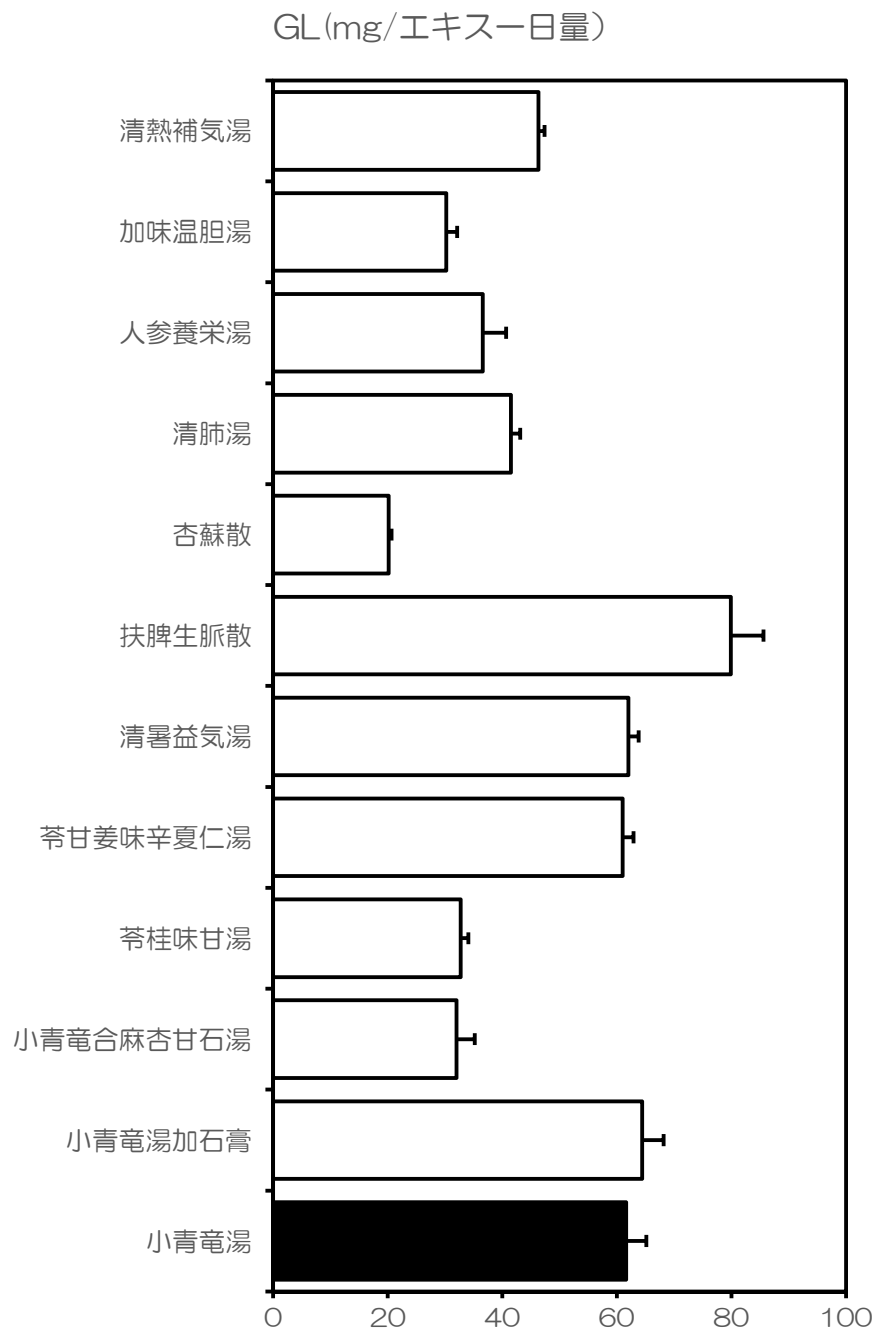 GL(mg/エキス一日量)
清熱補気湯
加味温胆湯
人参養栄湯
清肺湯
杏蘇散
扶脾生脈散
清暑益気湯
苓甘姜味辛夏仁湯
苓桂味甘湯
小青竜合麻杏甘石湯
小青竜湯加石膏
小青竜湯
0 20 40 60 80 100